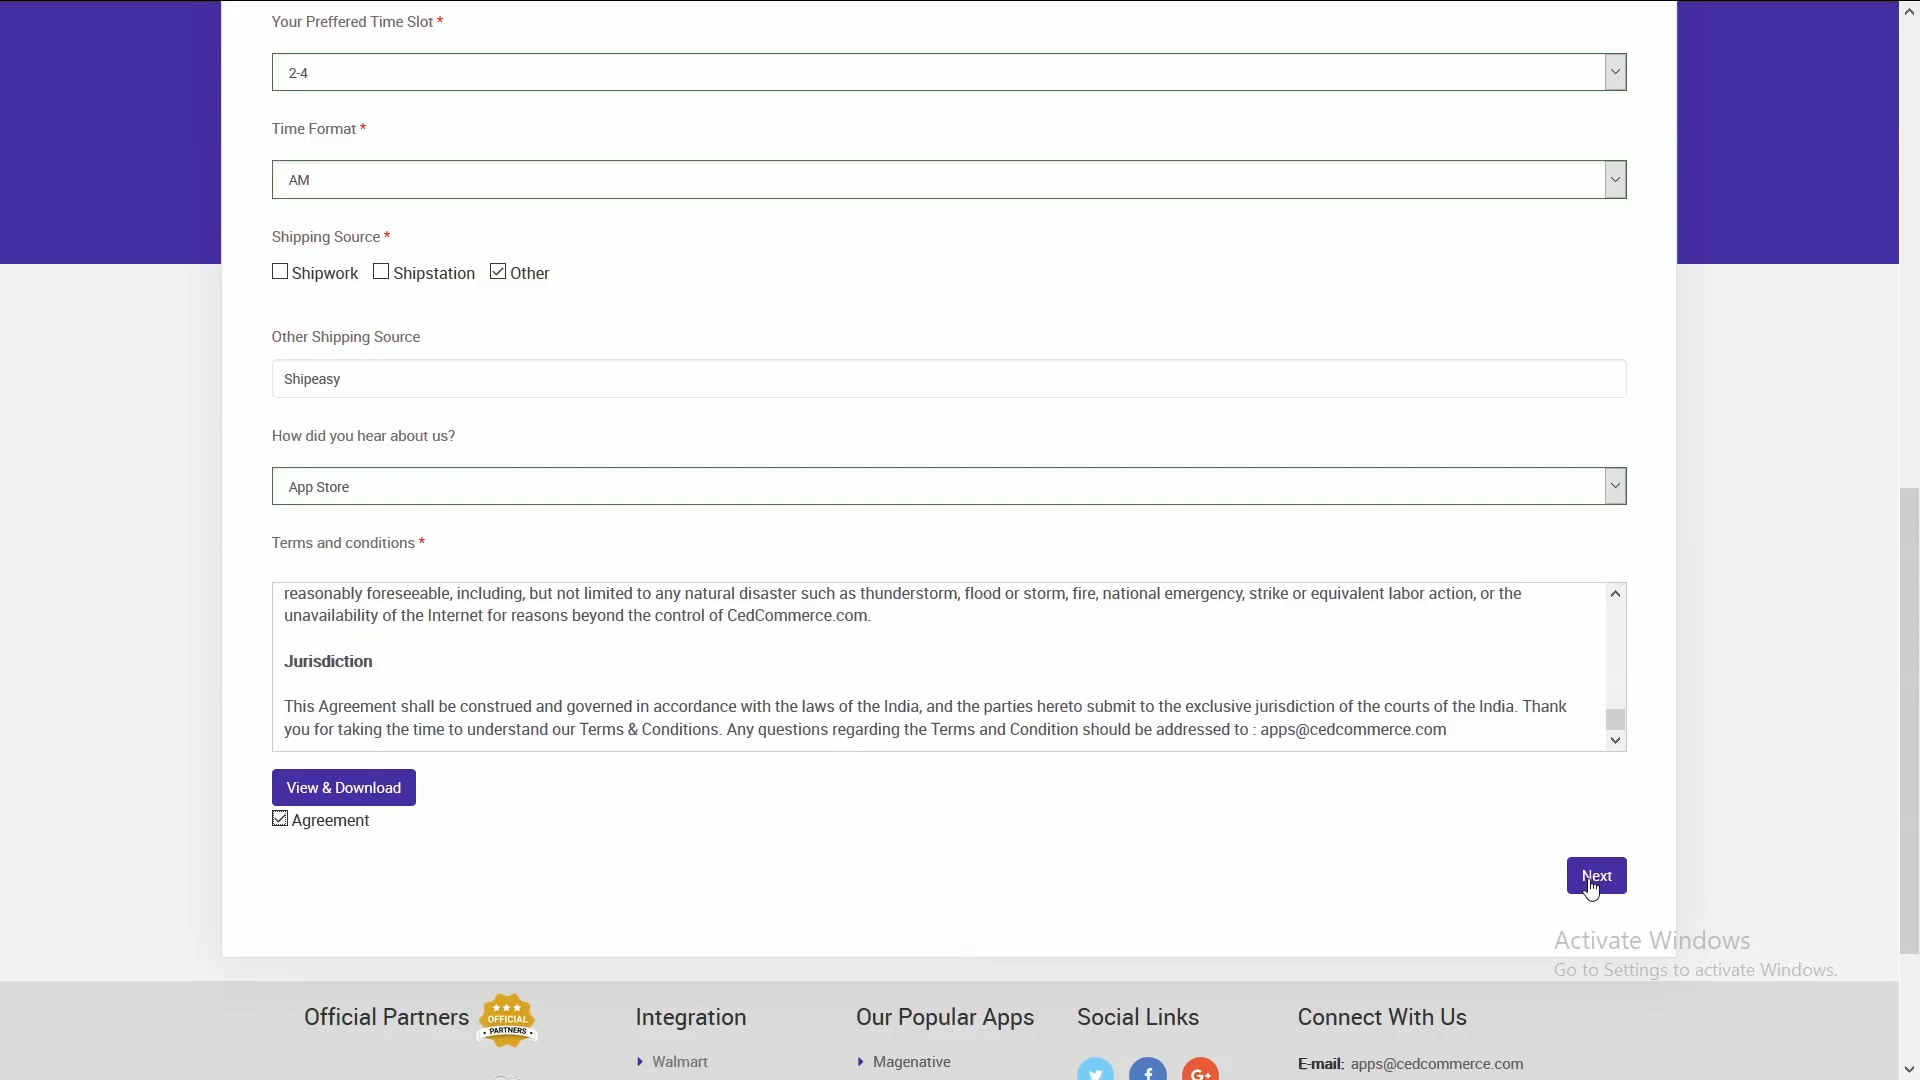 Your Preffered Time Slot *
2-4
Time Format *
AM
Shipping Source *
Shipwork Shipstation Other
Other Shipping Source
Shipeasy
How did you hear about us?
App Store
Terms and conditions *
reasonably foreseeable, including, but not limited to any natural disaster such as thunderstorm, flood or storm, fire, national emergency, strike or equivalent labor action, or the
unavailability of the Internet for reasons beyond the control of CedCommerce.com.
Jurisdiction
This Agreement shall be construed and governed in accordance with the laws of the India, and the parties hereto submit to the exclusive jurisdiction of the courts of the India. Thank
you for taking the time to understand our Terms & Conditions. Any questions regarding the Terms and Condition should be addressed to : apps@cedcommerce.com
View & Download
Agreement
Next
Activate Windows
Go to Settings to activate Windows.
Official Partners
OFFICIAL
PARTNERS
Integration
Walmart
Our Popular Apps
Magenative
Social Links
f G+
Connect With Us
E-mail: apps@cedcommerce.com